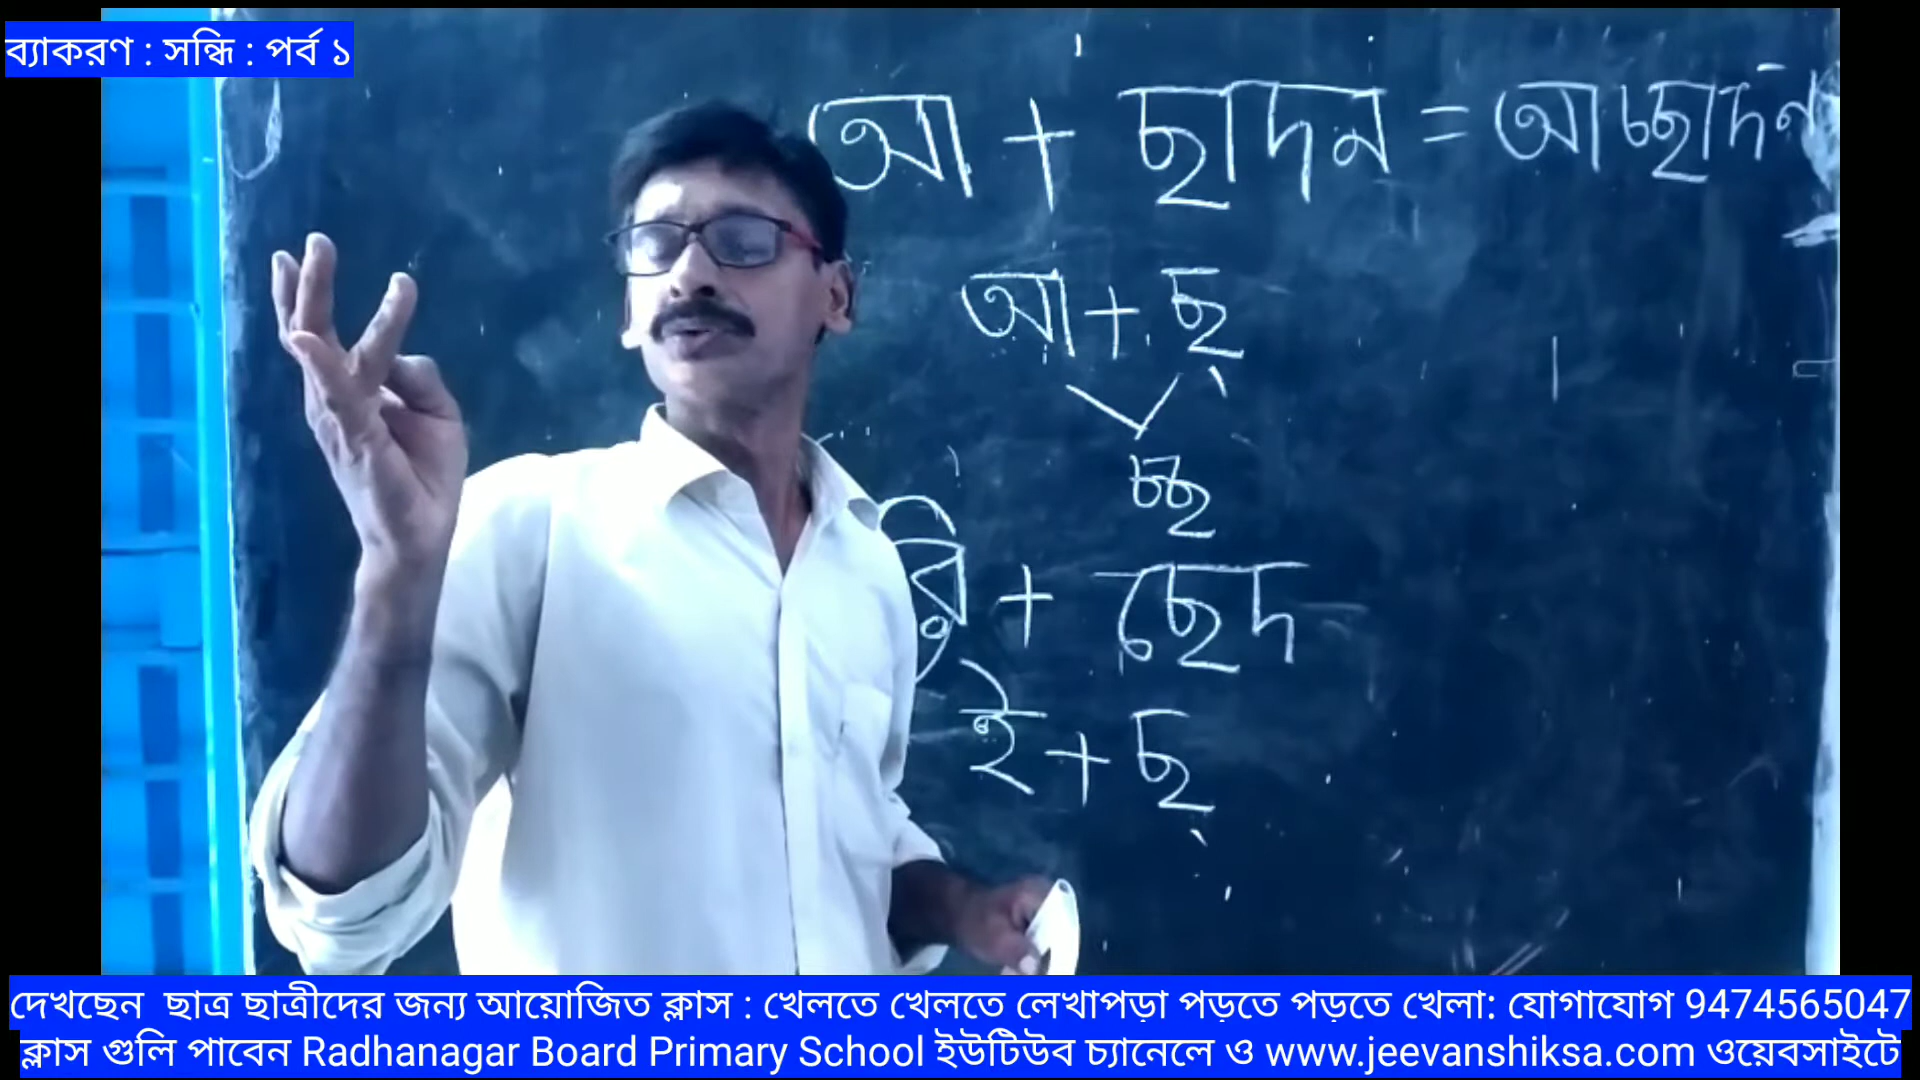 ব্যাকরণ : সন্ধি : পর্ব ১
আ + ছাদন = আচ্ছাদন
আ + ছ্
চ্ছ
বি + ছেদ
ই + ছ্
দেখছেন ছাত্র ছাত্রীদের জন্য আয়োজিত ক্লাস : খেলতে খেলতে লেখাপড়া পড়তে পড়তে খেলা: যোগাযোগ 9474565047
ক্লাস গুলি পাবেন Radhanagar Board Primary School ইউটিউব চ্যানেলে ও www.jeevanshiksa.com ওয়েবসাইটে